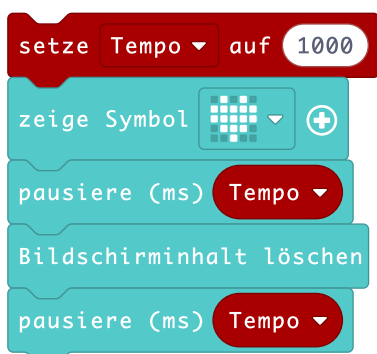 setze Tempo auf 1000
zeige Symbol
pausiere (ms) Tempo
Bildschirminhalt löschen
pausiere (ms) Tempo